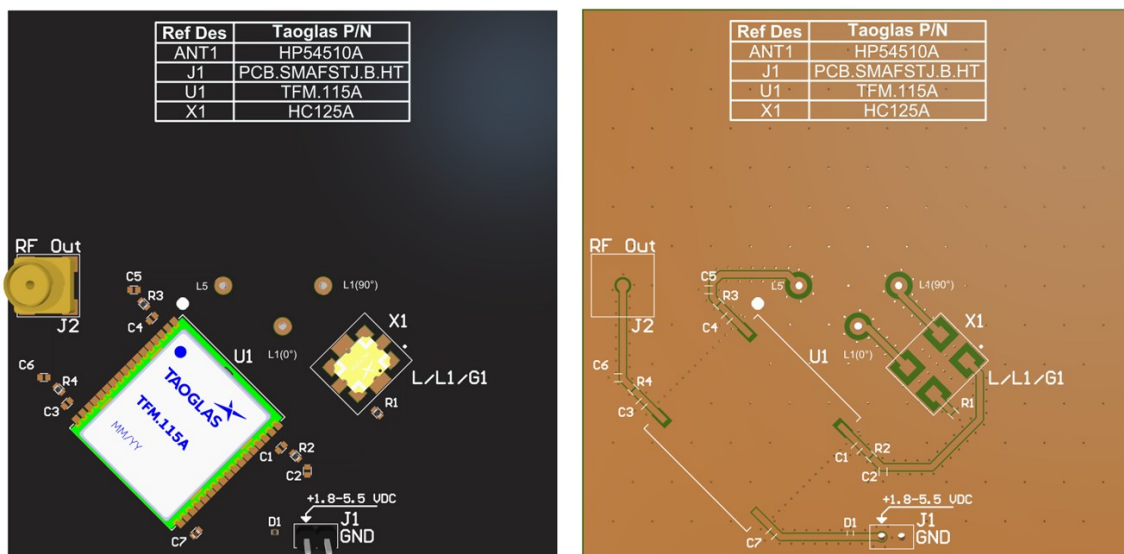 Ref Des Taoglas P/N
ANT1 HP54510A
J1 PCB.SMAFSTJ.B.HT
U1 TFM.115A
X1 HC125A
RF Out
J2
C5
R3
C4
L5
L1(90°)
L1(0°)
X1
U1
L/L1/G1
R1
C6
R4
C3
TAOGLAS
TFM.115A
MM/YY
C1
R2
C2
+1.8-5.5 VDC
D1
J1
GND
C7
Ref Des Taoglas P/N
ANT1 HP54510A
J1 PCB.SMAFSTJ.B.HT
U1 TFM.115A
X1 HC125A
RF Out
J2
C5
R3
C4
L5
L1(90°)
L1(0°)
X1
U1
L/L1/G1
R1
C6
R4
C3
C1
R2
C2
+1.8-5.5 VDC
D1
J1
GND
C7